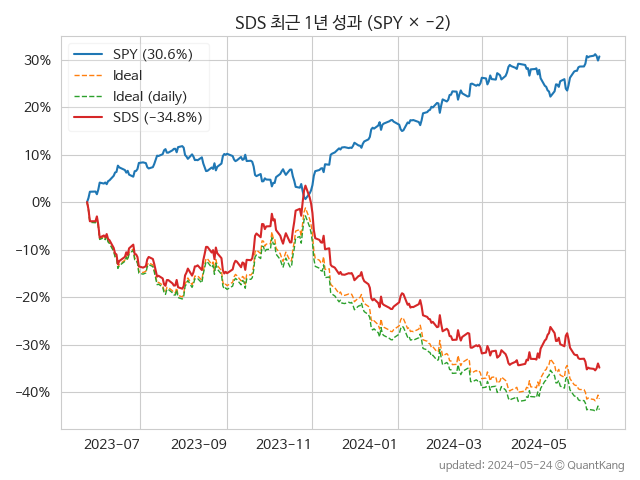 SDS 최근 1년 성과 (SPY × −2)
SPY (30.6%)
Ideal
Ideal (daily)
SDS (−34.8%)
30%
20%
10%
0%
−10%
−20%
−30%
−40%
2023−07
2023−09
2023−11
2024−01
2024−03
2024−05
updated: 2024-05-24 © QuantKang